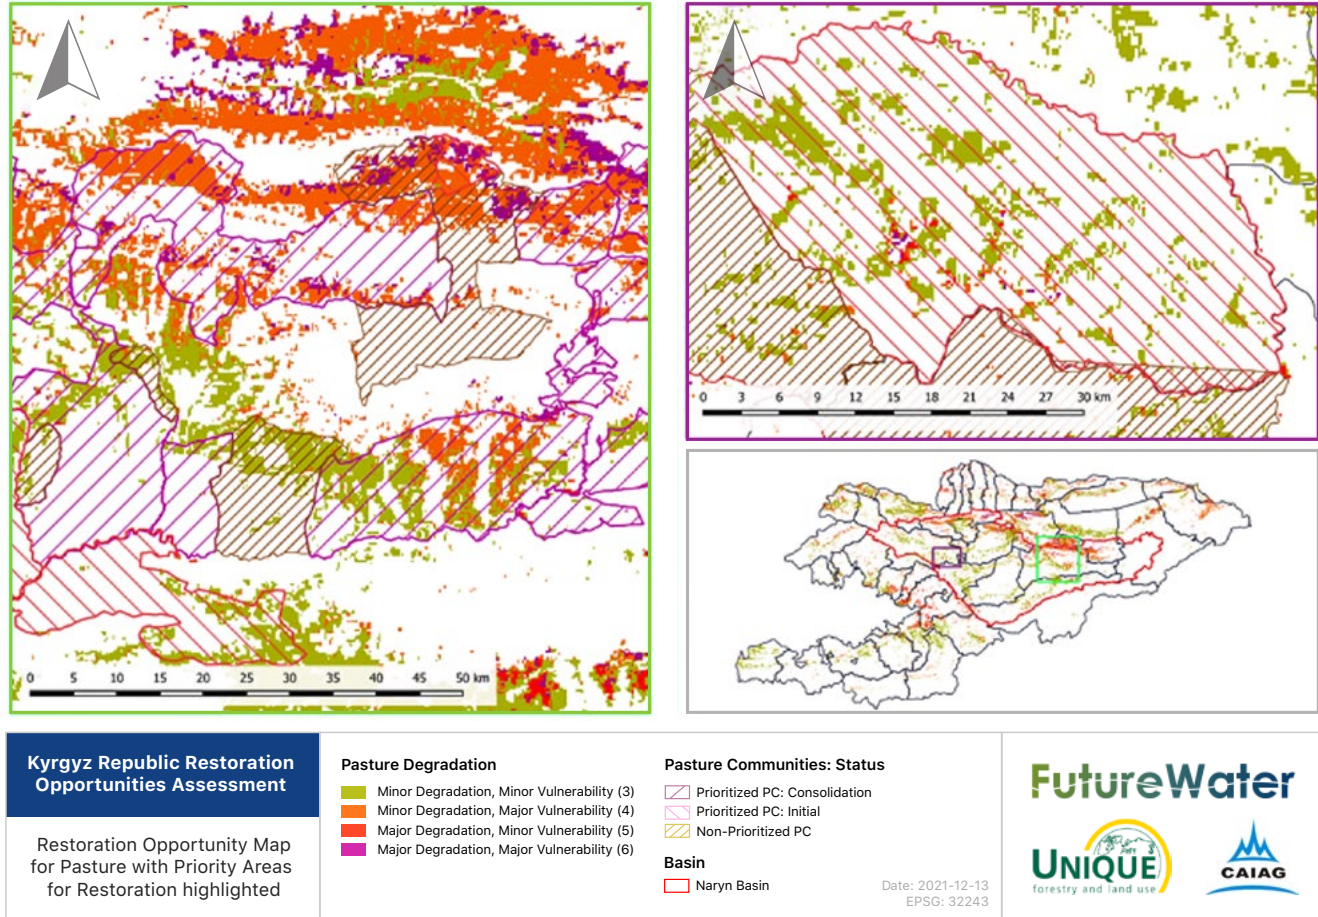 0 5 10 15 20 25 30 35 40 45 50 km
0 3 6 9 12 15 18 21 24 27 30 km
Kyrgyz Republic Restoration
Opportunities Assessment
Restoration Opportunity Map
for Pasture with Priority Areas
for Restoration highlighted
Pasture Degradation
Minor Degradation, Minor Vulnerability (3)
Minor Degradation, Major Vulnerability (4)
Major Degradation, Minor Vulnerability (5)
Major Degradation, Major Vulnerability (6)
Pasture Communities: Status
Prioritized PC: Consolidation
Prioritized PC: Initial
Non-Prioritized PC
Basin
Naryn Basin
Date: 2021-12-13
EPSG: 32243
FutureWater
UNIQUE
forestry and land use
CAIAG